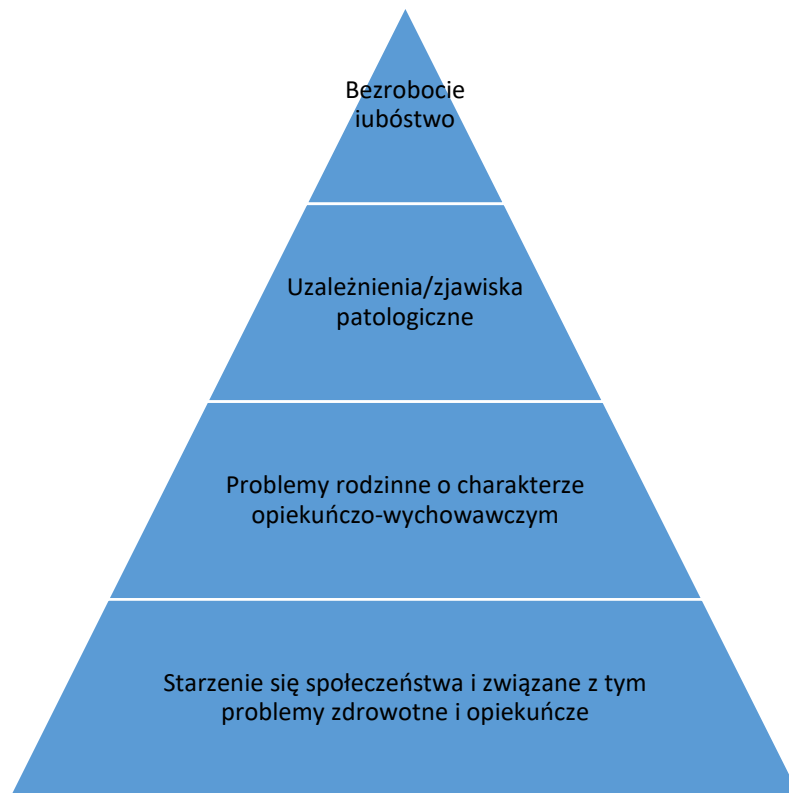 Bezrobocie
iubóstwo
Uzależnienia/zjawiska
patologiczne
Problemy rodzinne o charakterze
opiekuńczo-wychowawczym
Starzenie się społeczeństwa i związane z tym
problemy zdrowotne i opiekuńcze